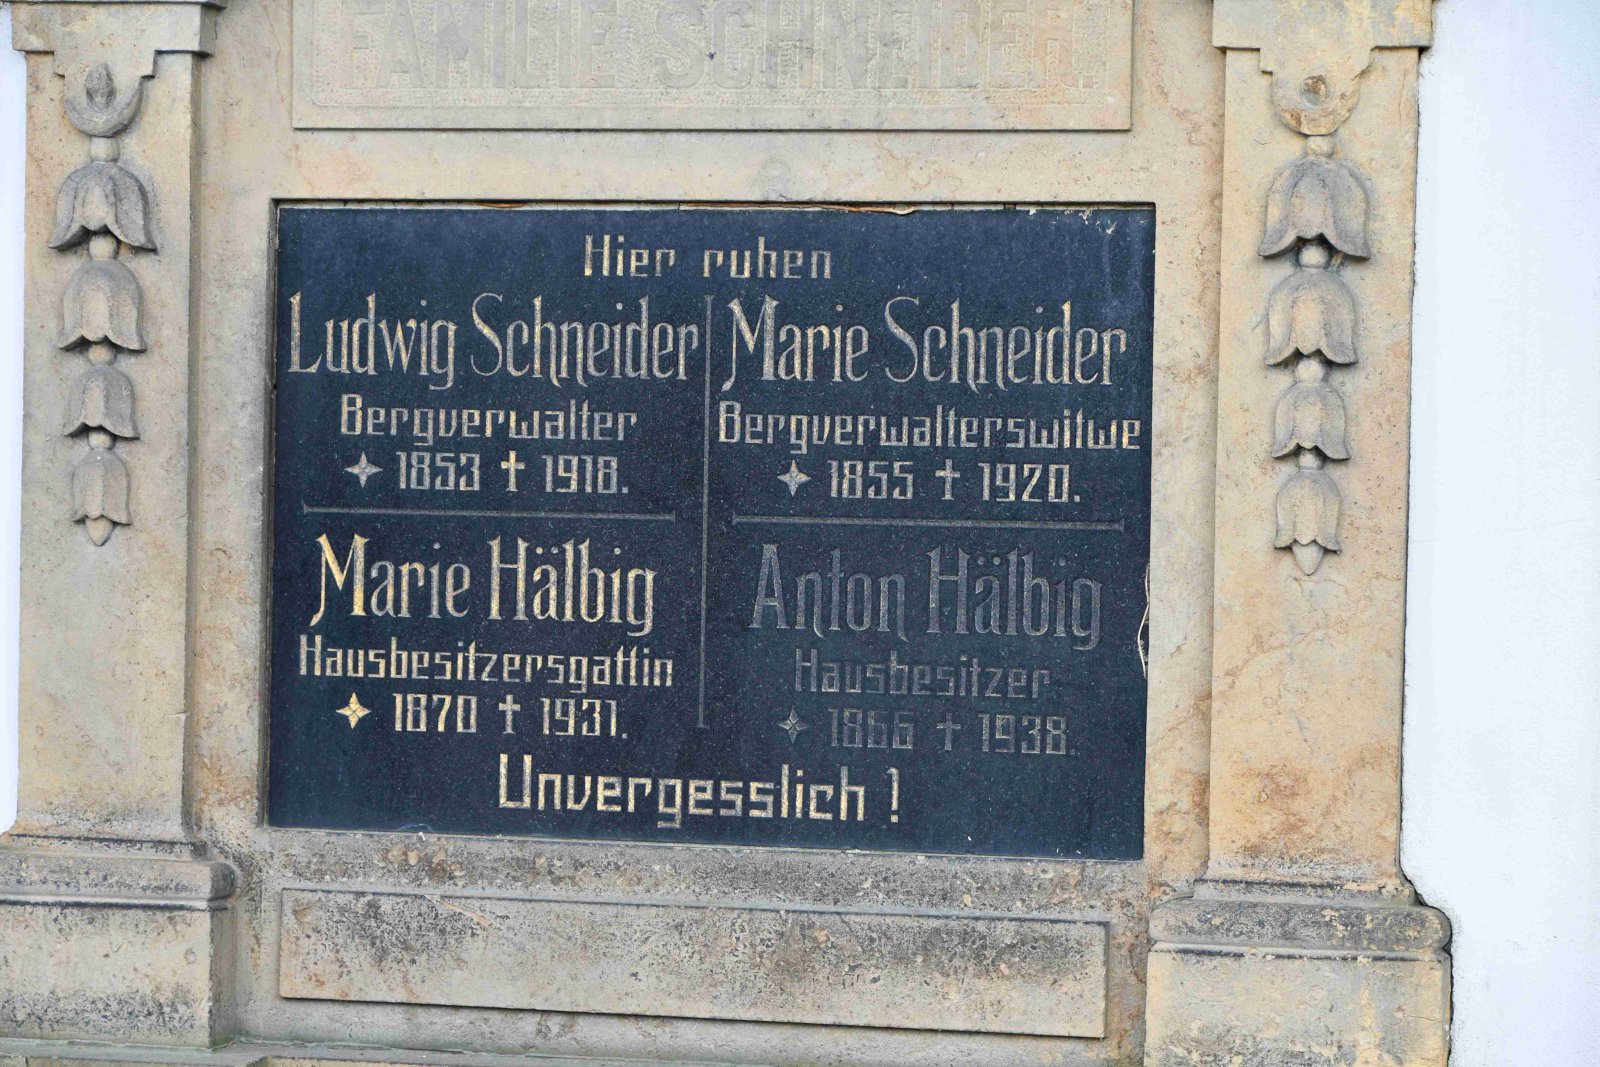 FAMILIE SCHNEIDER.
Hier ruhen
Ludwig Schneider
Bergverwalter
✧ 1853 † 1918.
Marie Schneider
Bergverwalterswitwe
✧ 1855 † 1920.
Marie Hälbig
Hausbesitzersgattin
✧ 1870 † 1931.
Anton Hälbig
Hausbesitzer
✧ 1866 † 1938.
Unvergesslich!